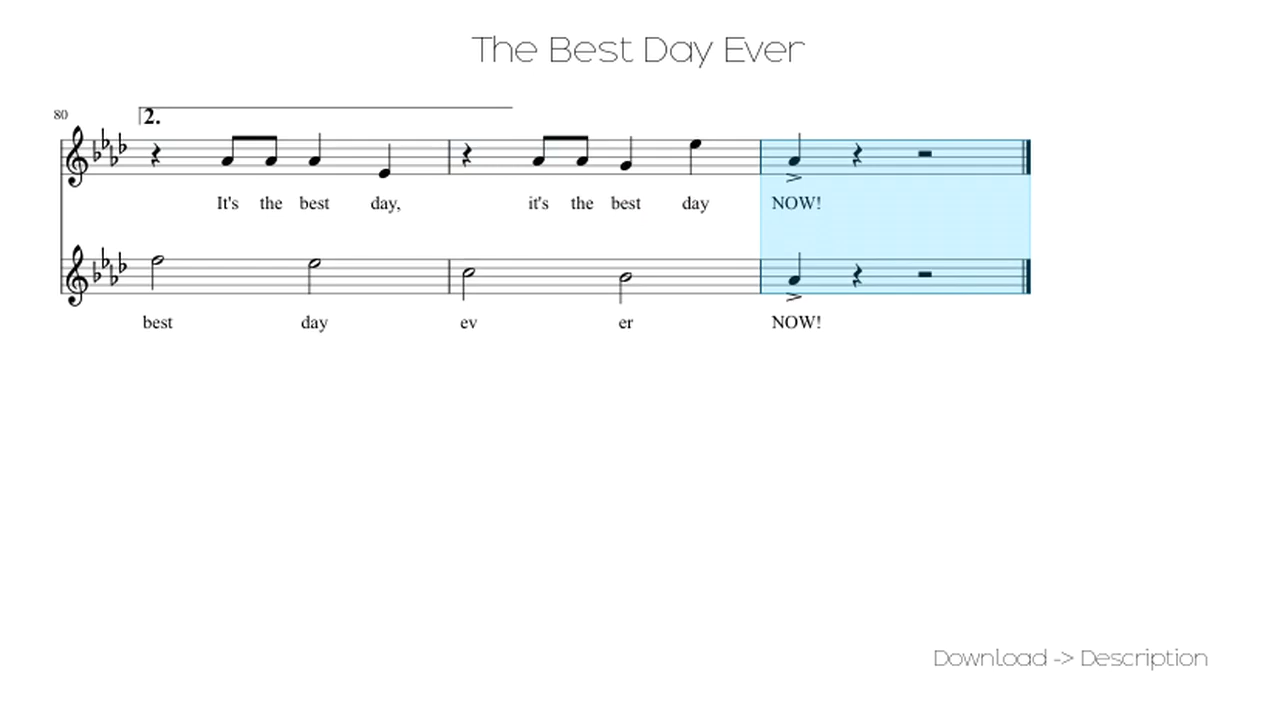 The Best Day Ever
80
2.
It's the best day, it's the best day NOW!
best day ev er NOW!
Download -> Description